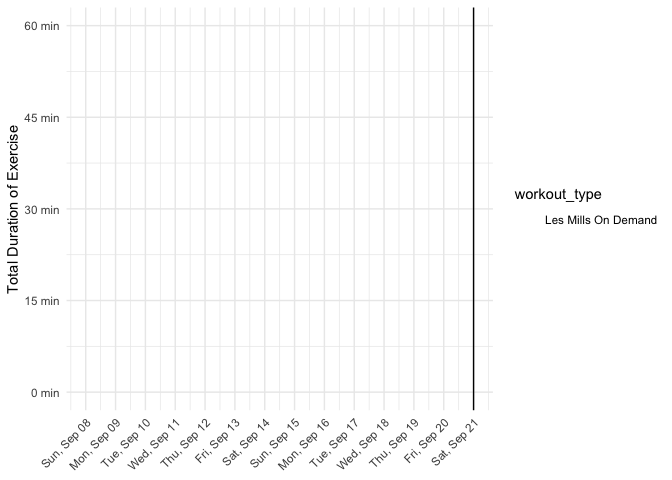 60 min
45 min
30 min
15 min
0 min
Total Duration of Exercise
Sun, Sep 08
Mon, Sep 09
Tue, Sep 10
Wed, Sep 11
Thu, Sep 12
Fri, Sep 13
Sat, Sep 14
Sun, Sep 15
Mon, Sep 16
Tue, Sep 17
Wed, Sep 18
Thu, Sep 19
Fri, Sep 20
Sat, Sep 21
workout_type
Les Mills On Demand